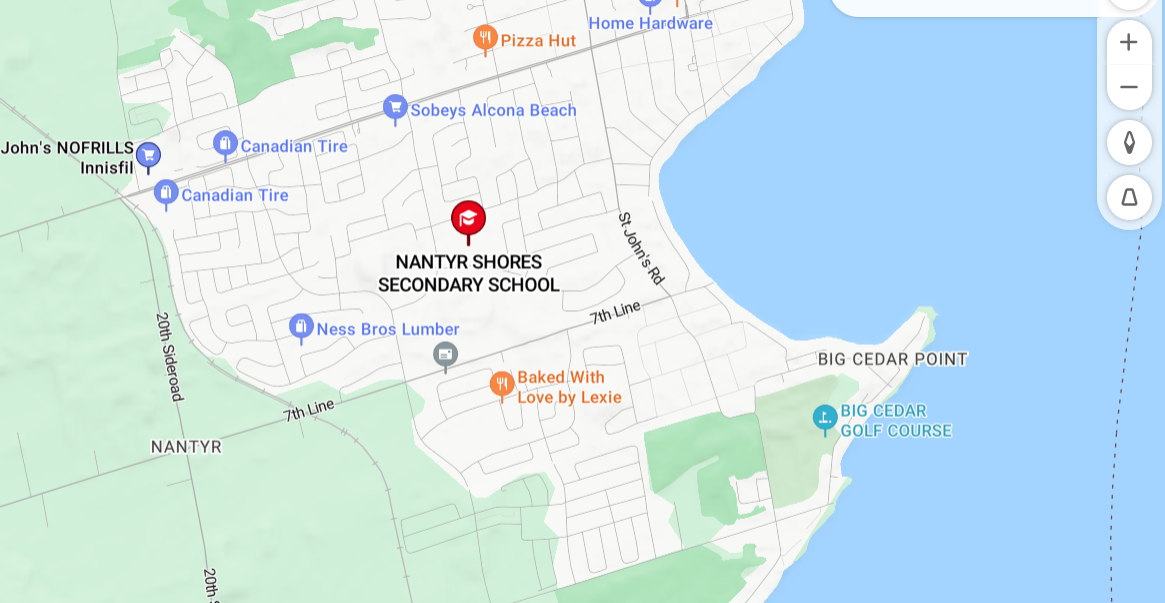 Home Hardware
Pizza Hut
Sobeys Alcona Beach
Canadian Tire
John's NOFRILLS
Innisfil
Canadian Tire
St John's Rd
NANTYR SHORES
SECONDARY SCHOOL
7th Line
20th Sideroad
Ness Bros Lumber
BIG CEDAR POINT
Baked With
Love by Lexie
7th Line
BIG CEDAR
GOLF COURSE
NANTYR
20th S